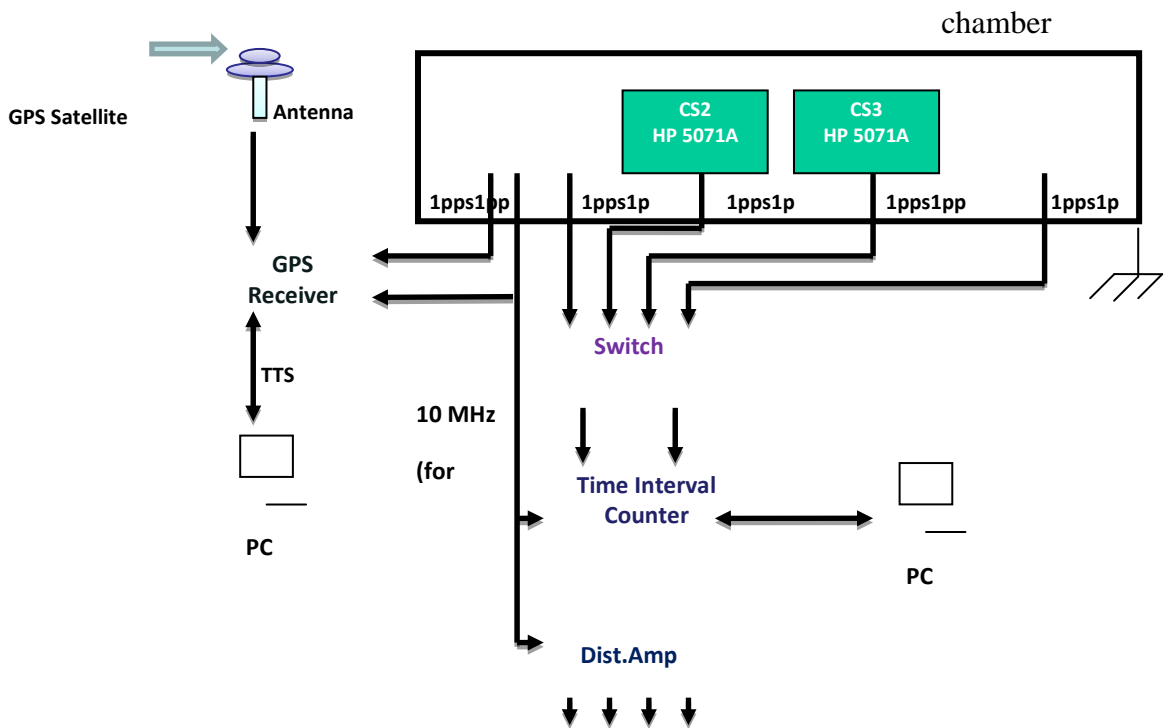 chamber
GPS Satellite
Antenna
CS2
HP 5071A
CS3
HP 5071A
1pps1pp
1pps1p
1pps1p
1pps1pp
1pps1p
GPS
Receiver
Switch
TTS
10 MHz
(for
Time Interval
Counter
PC
PC
Dist.Amp